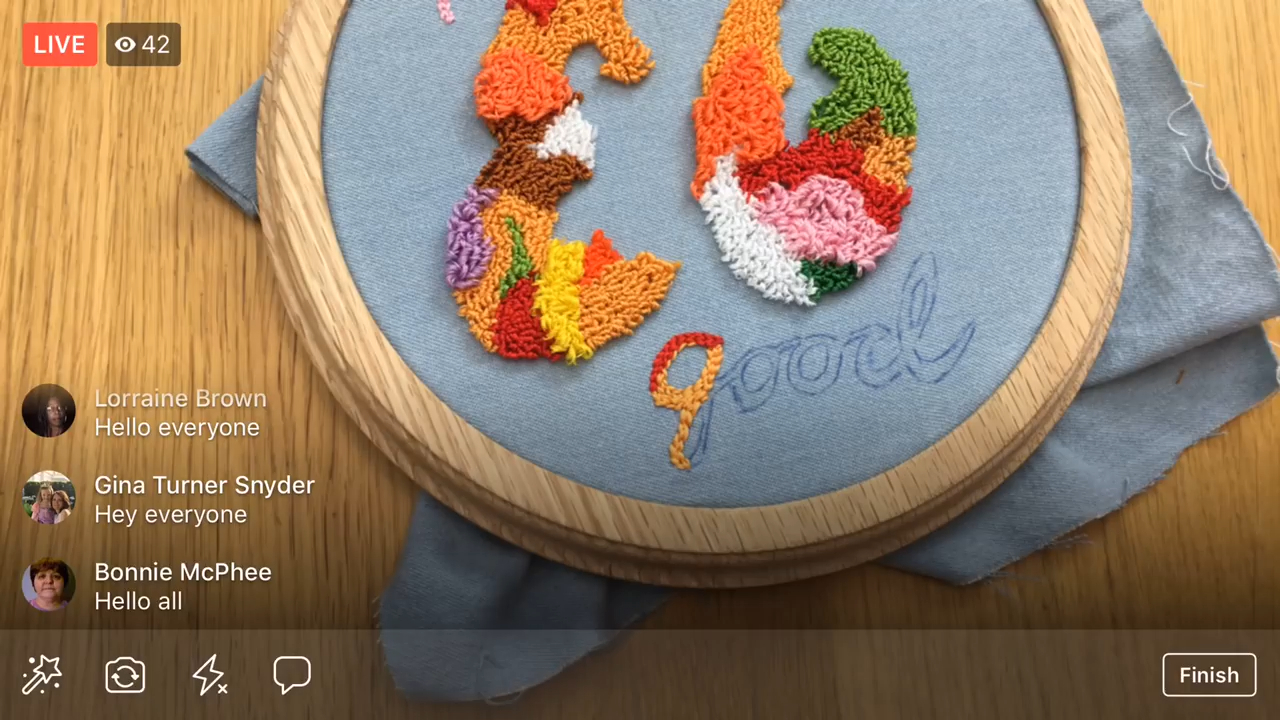 LIVE 42
good
Lorraine Brown
Hello everyone
Gina Turner Snyder
Hey everyone
Bonnie McPhee
Hello all
Finish